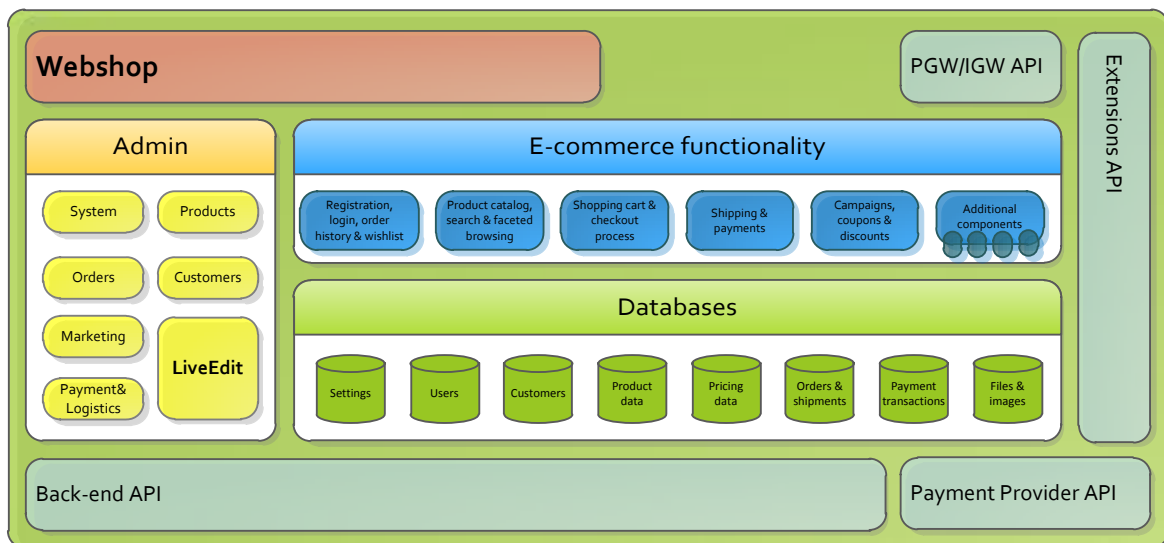 Webshop
PGW/IGW API
Extensions API
Admin
System
Products
Orders
Customers
Marketing
LiveEdit
Payment&
Logistics
E-commerce functionality
Registration,
login, order
history & wishlist
Product catalog,
search & faceted
browsing
Shopping cart &
checkout
process
Shipping &
payments
Campaigns,
coupons &
discounts
Additional
components
Databases
Settings
Users
Customers
Product
data
Pricing
data
Orders &
shipments
Payment
transactions
Files &
images
Back-end API
Payment Provider API